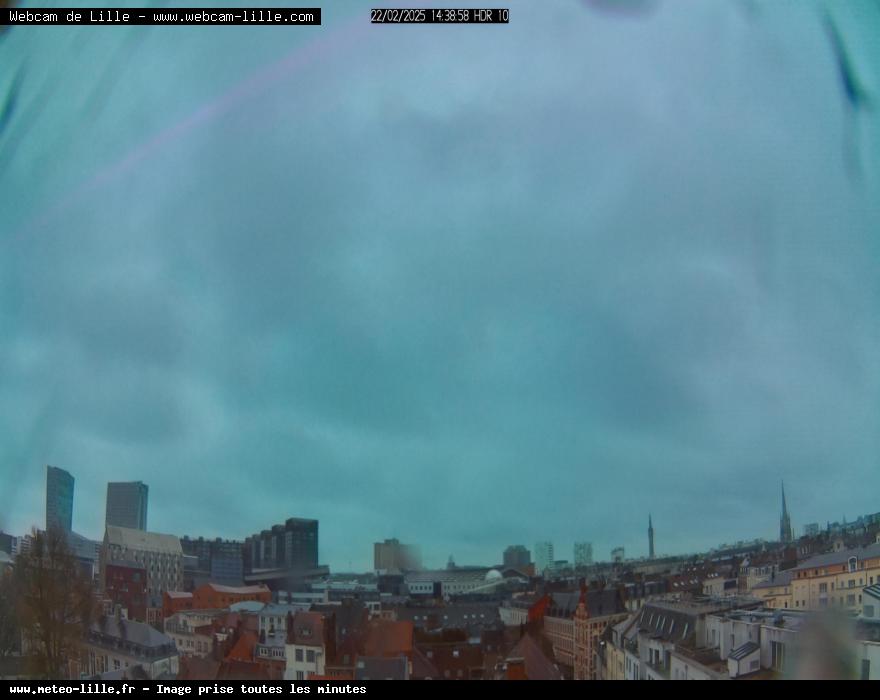 Webcam de Lille - www.webcam-lille.com
22/02/2025 14:38:58 HDR 10
www.meteo-lille.fr - Image prise toutes les minutes